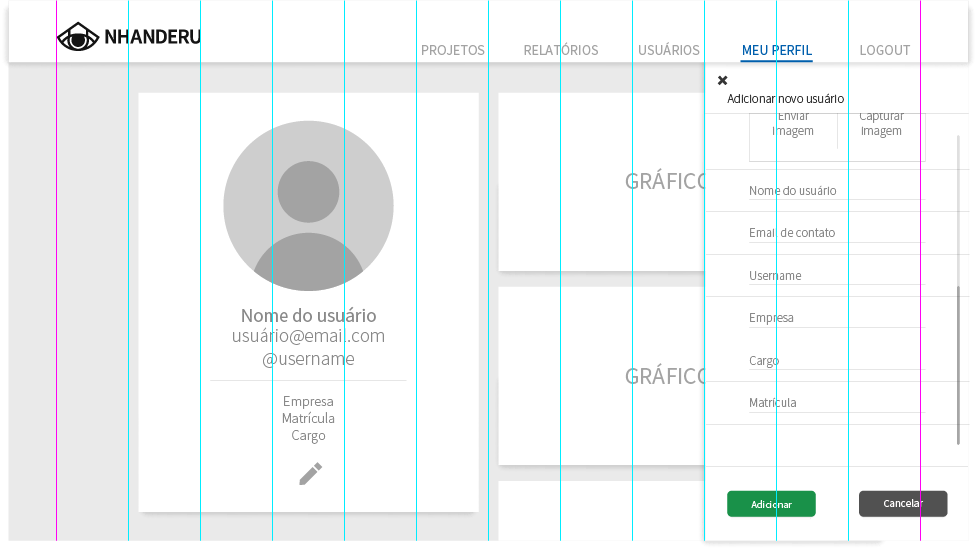 NHANDERU
PROJETOS
RELATÓRIOS
USUÁRIOS
MEU PERFIL
LOGOUT
Nome do usuário
usuário@email.com
@username
Empresa
Matrícula
Cargo
GRÁFICO
GRÁFICO
Adicionar novo usuário
Enviar
Imagem
Capturar
Imagem
Nome do usuário
Email de contato
Username
Empresa
Cargo
Matrícula
Adicionar
Cancelar